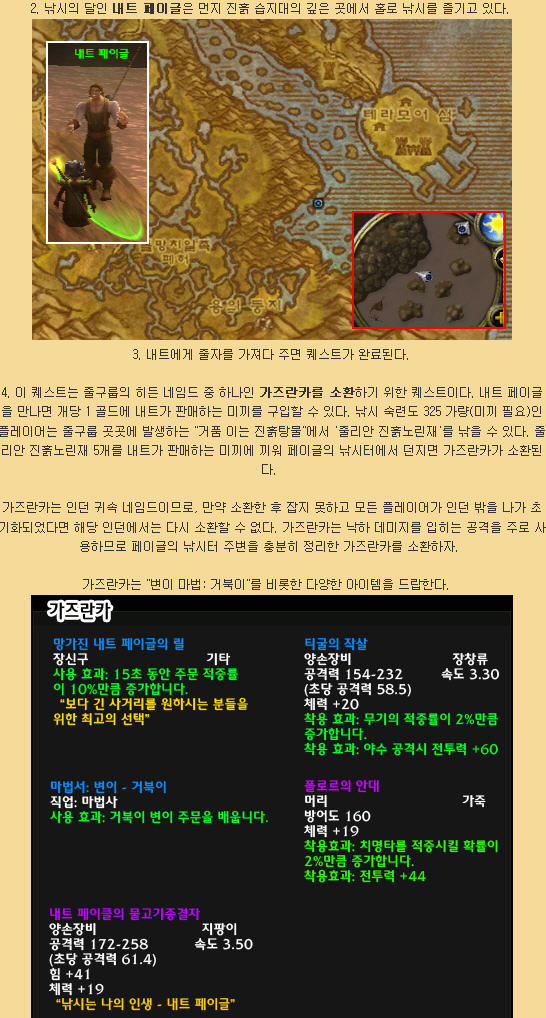 2. 낚시의 달인 내트 페이글은 먼지 진흙 습지대의 깊은 곳에서 홀로 낚시를 즐기고 있다.
내트 페이글
테라모어 섬
망치일족
폐허
용의 둥지
3. 내트에게 줄자를 가져다 주면 퀘스트가 완료된다.
4. 이 퀘스트는 줄구룹의 히든 네임드 중 하나인 가즈란카를 소환하기 위한 퀘스트이다. 내트 페이글
을 만나면 개당 1 골드에 내트가 판매하는 미끼를 구입할 수 있다. 낚시 숙련도 325 가량(미끼 필요)인
플레이어는 줄구룹 곳곳에 발생하는 "거품 이는 진흙탕물"에서 '줄리안 진흙노린재'를 낚을 수 있다. 줄
리안 진흙노린재 5개를 내트가 판매하는 미끼에 끼워 페이글의 낚시터에서 던지면 가즈란카가 소환된
다.
가즈란카는 인던 귀속 네임드이므로, 만약 소환한 후 잡지 못하고 모든 플레이어가 인던 밖을 나가 초
기화되었다면 해당 인던에서는 다시 소환할 수 없다. 가즈란카는 낙하 데미지를 입히는 공격을 주로 사
용하므로 페이글의 낚시터 주변을 충분히 정리한 가즈란카를 소환하자.
가즈란카는 "변이 마법: 거북이"를 비롯한 다양한 아이템을 드랍한다.
가즈란카
망가진 내트 페이글의 릴
장신구 기타
사용 효과: 15초 동안 주문 적중률
이 10%만큼 증가합니다.
"보다 긴 사거리를 원하시는 분들을
위한 최고의 선택"
티굴의 작살
양손장비 장창류
공격력 154-232 속도 3.30
(초당 공격력 58.5)
체력 +20
착용 효과: 무기의 적중률이 2%만큼
증가합니다.
착용 효과: 야수 공격시 전투력 +60
마법서: 변이 - 거북이
직업: 마법사
사용 효과: 거북이 변이 주문을 배웁니다.
플로르의 안대
머리 가죽
방어도 160
체력 +19
착용효과: 치명타를 적중시킬 확률이
2%만큼 증가합니다.
착용효과: 전투력 +44
내트 페이글의 물고기종결자
양손장비 지팡이
공격력 172-258 속도 3.50
(초당 공격력 61.4)
힘 +41
체력 +19
"낚시는 나의 인생 - 내트 페이글"